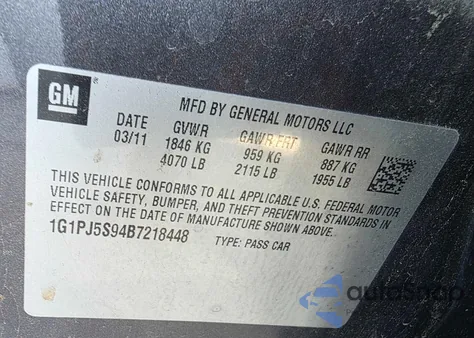 GM
MFD BY GENERAL MOTORS LLC
DATE GVWR GAWR FRT GAWR RR
03/11 1846 KG 959 KG 887 KG
4070 LB 2115 LB 1955 LB
THIS VEHICLE CONFORMS TO ALL APPLICABLE U.S. FEDERAL MOTOR
VEHICLE SAFETY, BUMPER, AND THEFT PREVENTION STANDARDS IN
EFFECT ON THE DATE OF MANUFACTURE SHOWN ABOVE.
1G1PJ5S94B7218448 TYPE: PASS CAR
autoSnap